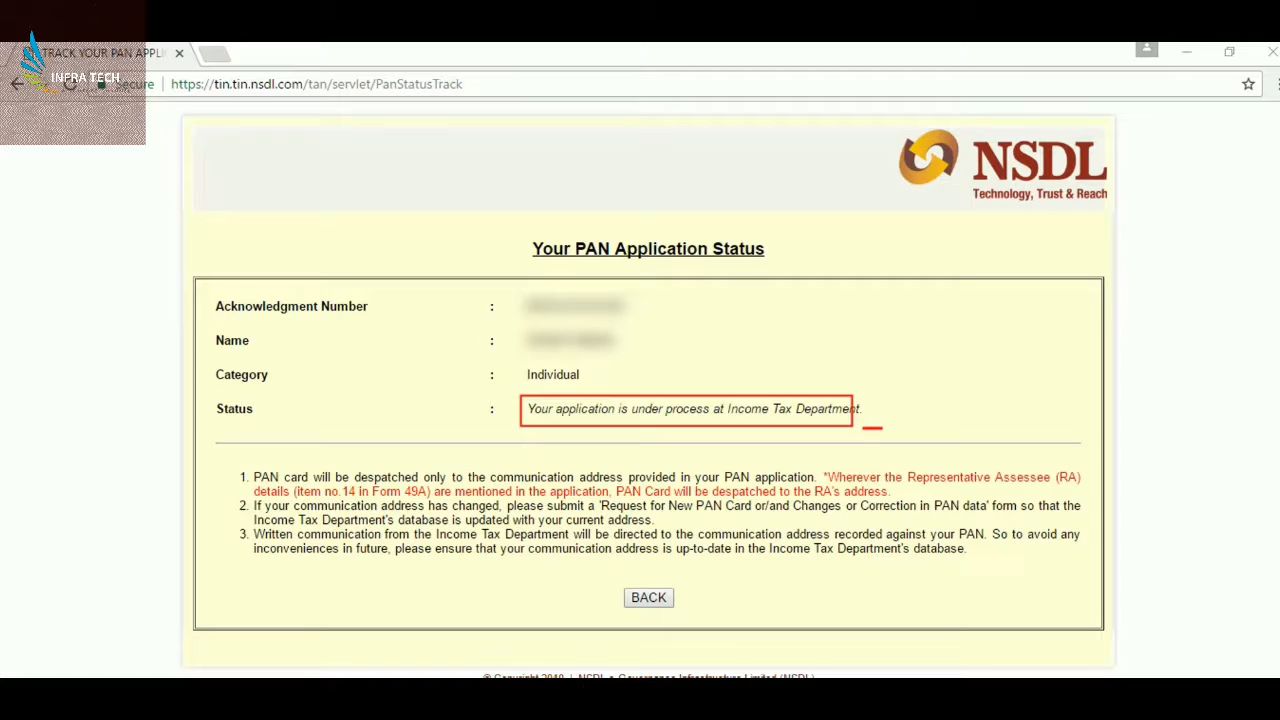 TRACK YOUR PAN APPLI
INFRA TECH
Secure https://tin.tin.nsdl.com/tan/servlet/PanStatusTrack
NSDL
Technology, Trust & Reach
Your PAN Application Status
Acknowledgment Number :
Name :
Category : Individual
Status : Your application is under process at Income Tax Department.
1. PAN card will be despatched only to the communication address provided in your PAN application. *Wherever the Representative Assessee (RA)
details (item no.14 in Form 49A) are mentioned in the application, PAN Card will be despatched to the RA's address.
2. If your communication address has changed, please submit a 'Request for New PAN Card or/and Changes or Correction in PAN data' form so that the
Income Tax Department's database is updated with your current address.
3. Written communication from the Income Tax Department will be directed to the communication address recorded against your PAN. So to avoid any
inconveniences in future, please ensure that your communication address is up-to-date in the Income Tax Department's database.
BACK